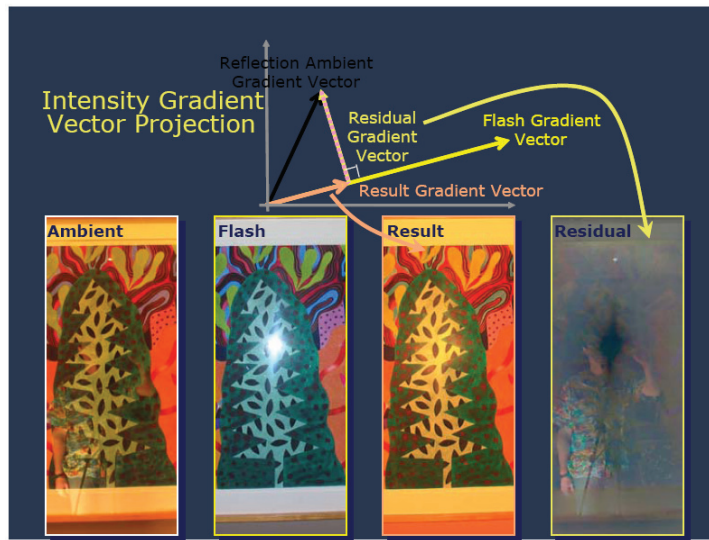 Reflection Ambient
Gradient Vector
Intensity Gradient
Vector Projection
Residual
Gradient
Vector
Flash Gradient
Vector
Result Gradient Vector
Ambient
Flash
Result
Residual